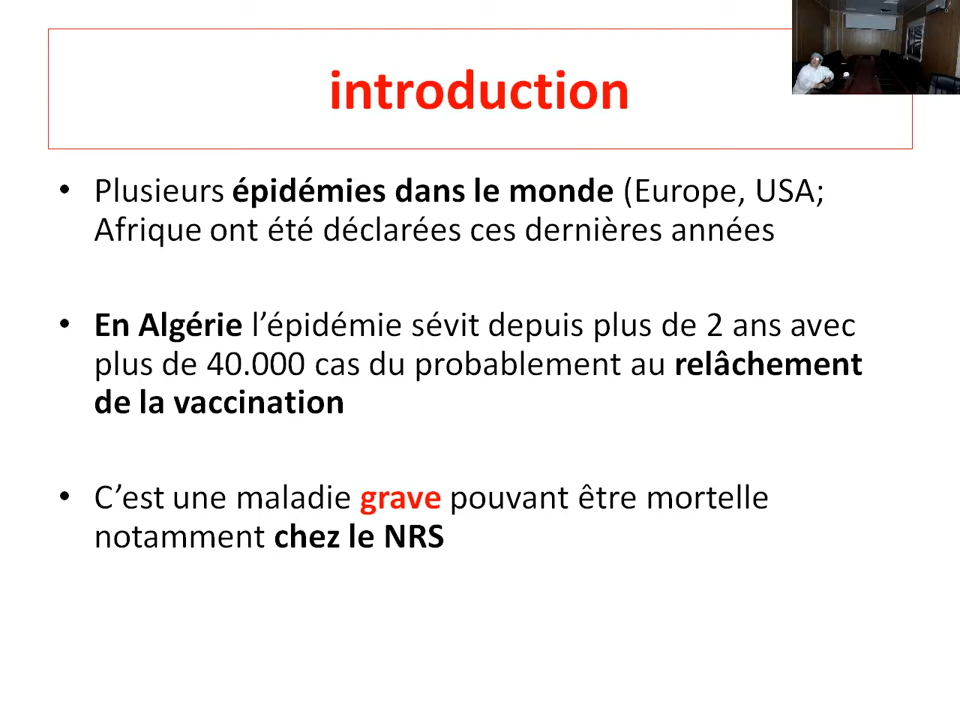 introduction
• Plusieurs épidémies dans le monde (Europe, USA;
Afrique ont été déclarées ces dernières années
• En Algérie l’épidémie sévit depuis plus de 2 ans avec
plus de 40.000 cas du probablement au relâchement
de la vaccination
• C’est une maladie grave pouvant être mortelle
notamment chez le NRS